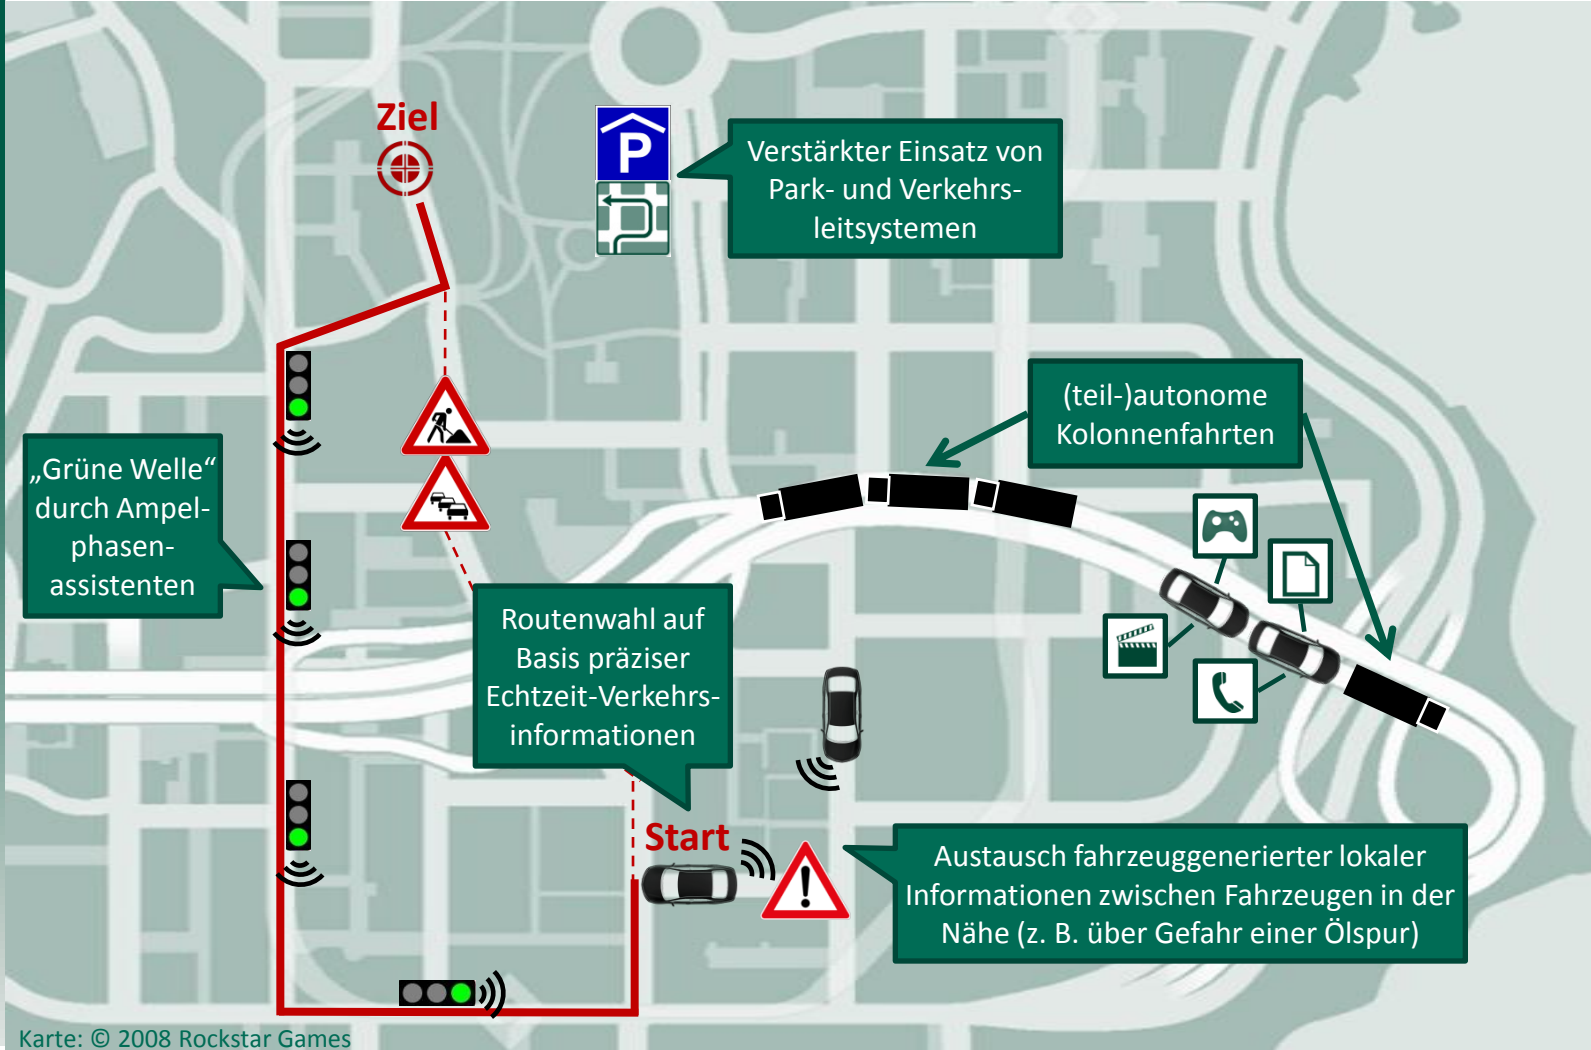 Ziel
P
Verstärkter Einsatz von
Park- und Verkehrs-
leitsystemen
(teil-)autonome
Kolonnenfahrten
„Grüne Welle“
durch Ampel-
phasen-
assistenten
Routenwahl auf
Basis präziser
Echtzeit-Verkehrs-
informationen
Start
Austausch fahrzeuggenerierter lokaler
Informationen zwischen Fahrzeugen in der
Nähe (z. B. über Gefahr einer Ölspur)
Karte: © 2008 Rockstar Games